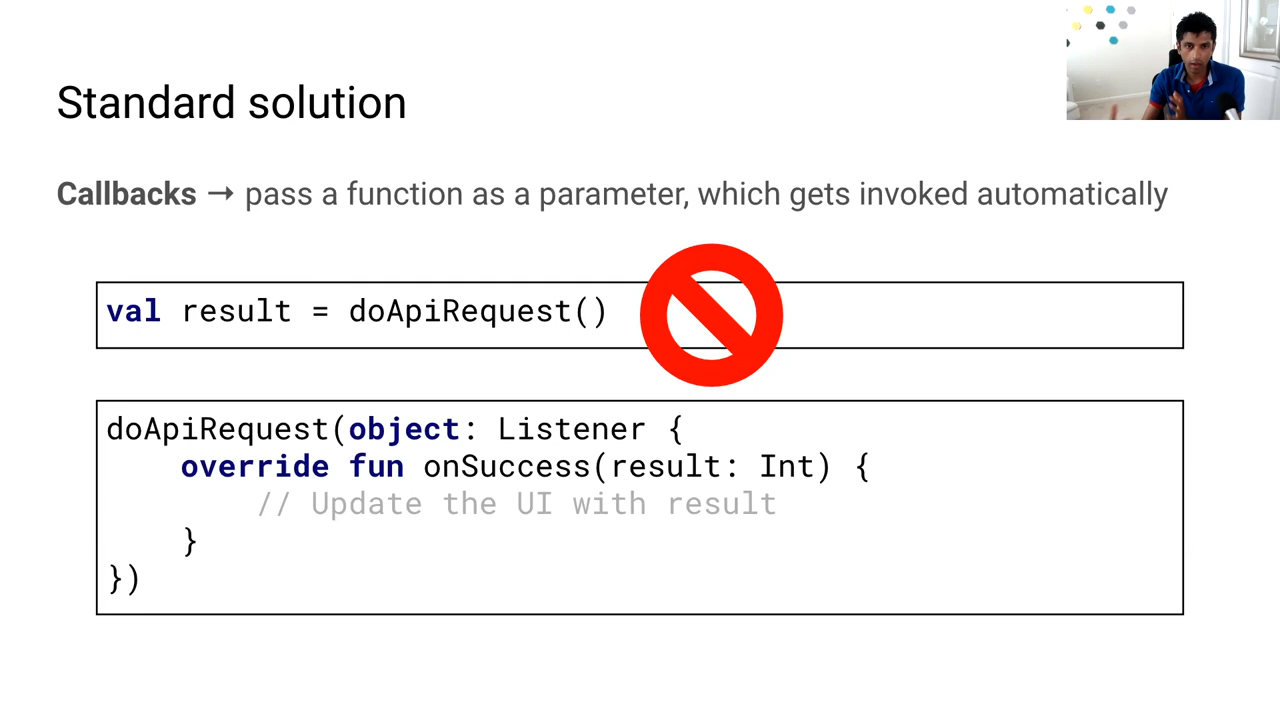 Standard solution
Callbacks → pass a function as a parameter, which gets invoked automatically
val result = doApiRequest()
doApiRequest(object: Listener {
    override fun onSuccess(result: Int) {
        // Update the UI with result
    }
})